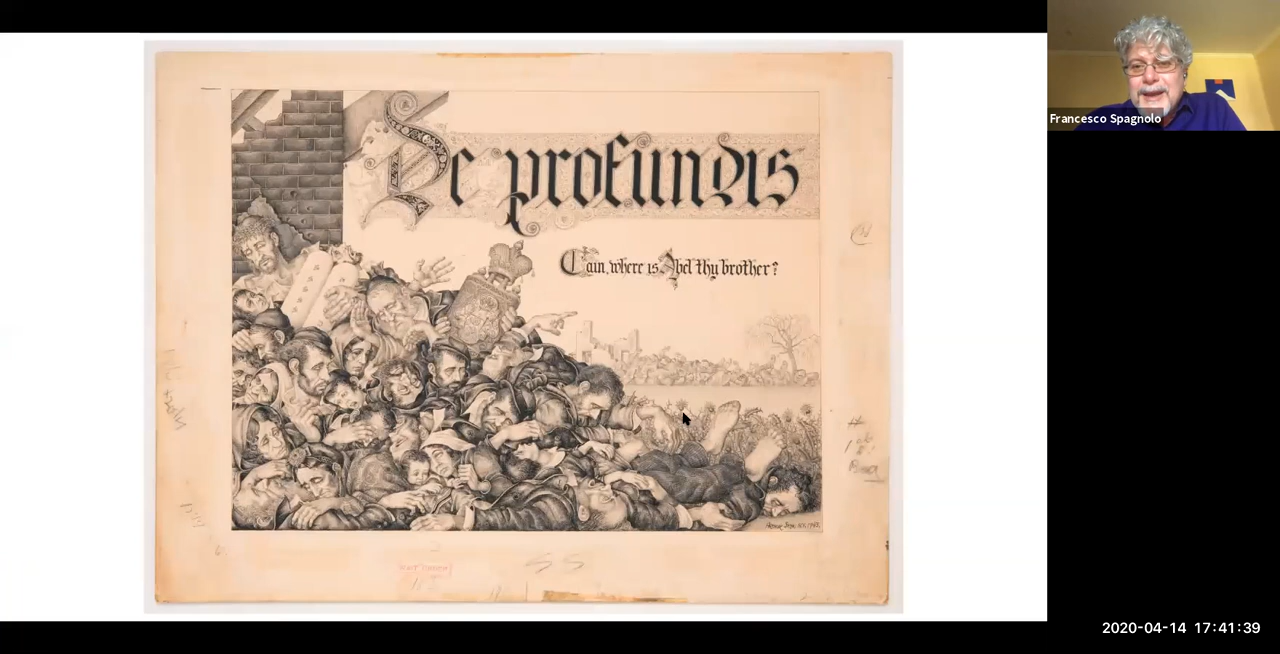 De profundis
Cain, where is Abel thy brother?
Francesco Spagnolo
2020-04-14 17:41:39